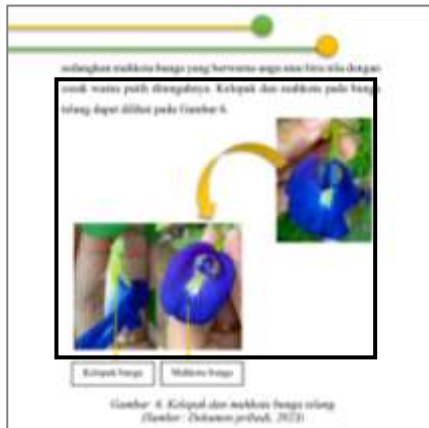 sedangkan mahkota bunga yang berwarna ungu atau biru nila dengan
corak warna putih ditengahnya. Kelopak dan mahkota pada bunga
telang dapat dilihat pada Gambar 6.
Kelopak bunga
Mahkota bunga
Gambar 6. Kelopak dan mahkota bunga telang
(Sumber: Dokumen pribadi, 2023)